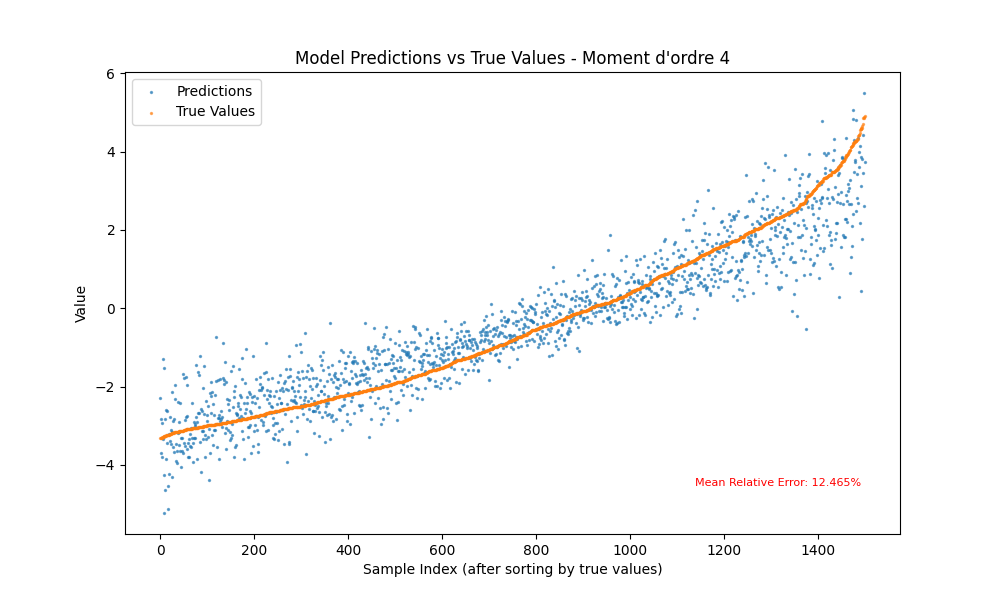 Model Predictions vs True Values - Moment d'ordre 4
6
4
2
0
−2
−4
Value
Predictions
True Values
Mean Relative Error: 12.465%
0 200 400 600 800 1000 1200 1400
Sample Index (after sorting by true values)